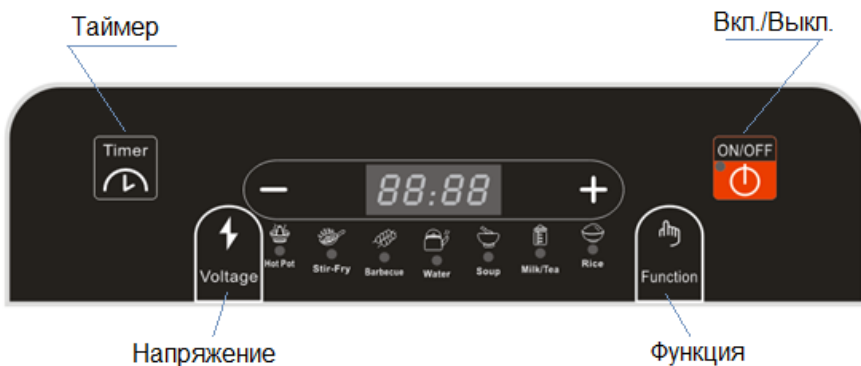 Таймер
Вкл./Выкл.
Timer
ON/OFF
− 88:88 +
Voltage
Hot Pot Stir-Fry Barbecue Water Soup Milk/Tea Rice
Function
Напряжение
Функция